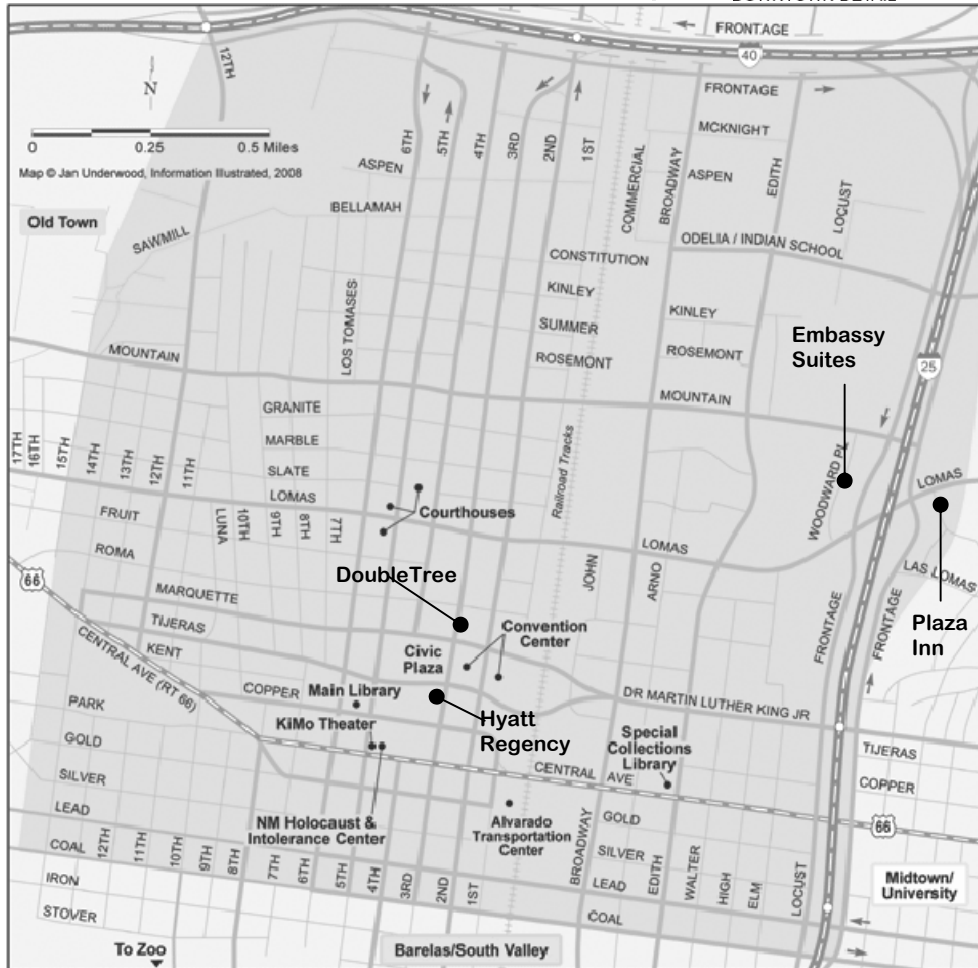 FRONTAGE
40
12TH
N
FRONTAGE
MCKNIGHT
0 0.25 0.5 Miles
6TH
5TH
4TH
3RD
2ND
1ST
COMMERCIAL
BROADWAY
EDITH
LOCUST
ASPEN
ASPEN
Map © Jan Underwood, Information Illustrated, 2008
BELLAMAH
Old Town
SAWMILL
ODELIA / INDIAN SCHOOL
CONSTITUTION
LOS TOMASES
KINLEY
KINLEY
SUMMER
Embassy
Suites
MOUNTAIN
ROSEMONT
ROSEMONT
25
MOUNTAIN
GRANITE
MARBLE
17TH
16TH
15TH
14TH
13TH
12TH
11TH
SLATE
Railroad Tracks
WOODWARD PL
LOMAS
LOMAS
FRUIT
LUNA
10TH
9TH
8TH
7TH
Courthouses
ROMA
LOMAS
JOHN
ARNO
LAS LOMAS
66
DoubleTree
MARQUETTE
Plaza
Inn
TIJERAS
Convention
Center
FRONTAGE
FRONTAGE
KENT
Civic
Plaza
CENTRAL AVE (RT 66)
COPPER
Main Library
DR MARTIN LUTHER KING JR
PARK
KiMo Theater
Hyatt
Regency
Special
Collections
Library
GOLD
TIJERAS
CENTRAL AVE
SILVER
COPPER
LEAD
NM Holocaust &
Intolerance Center
Alvarado
Transportation
Center
GOLD
66
COAL
12TH
11TH
10TH
9TH
8TH
7TH
6TH
5TH
4TH
3RD
2ND
1ST
BROADWAY
SILVER
EDITH
WALTER
HIGH
ELM
LOCUST
IRON
LEAD
Midtown/
University
STOVER
COAL
To Zoo
Barelas/South Valley